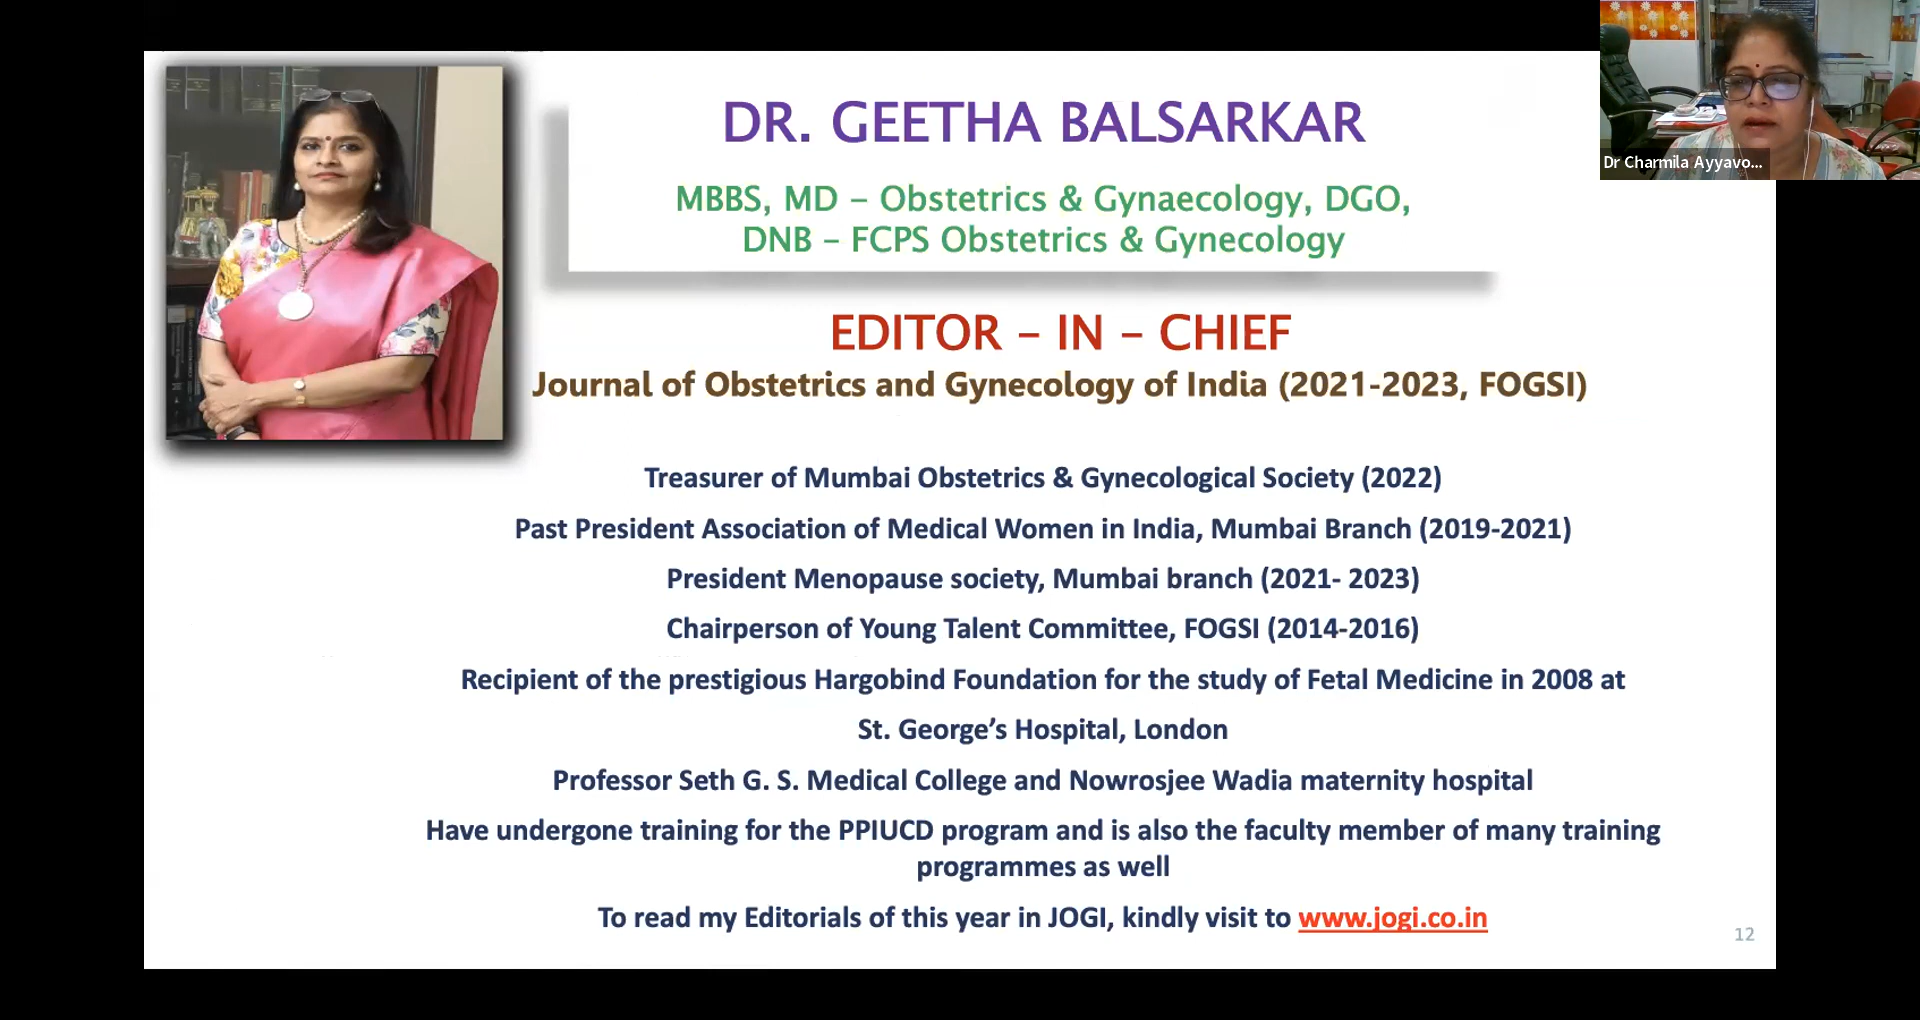 DR. GEETHA BALSARKAR
MBBS, MD – Obstetrics & Gynaecology, DGO,
DNB – FCPS Obstetrics & Gynecology
EDITOR – IN – CHIEF
Journal of Obstetrics and Gynecology of India (2021-2023, FOGSI)
Treasurer of Mumbai Obstetrics & Gynecological Society (2022)
Past President Association of Medical Women in India, Mumbai Branch (2019-2021)
President Menopause society, Mumbai branch (2021- 2023)
Chairperson of Young Talent Committee, FOGSI (2014-2016)
Recipient of the prestigious Hargobind Foundation for the study of Fetal Medicine in 2008 at
St. George’s Hospital, London
Professor Seth G. S. Medical College and Nowrosjee Wadia maternity hospital
Have undergone training for the PPIUCD program and is also the faculty member of many training
programmes as well
To read my Editorials of this year in JOGI, kindly visit to www.jogi.co.in
12
Dr Charmila Ayyavo...